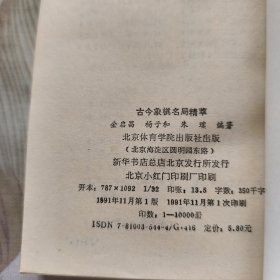 古今象棋名局精萃
金启昌 杨子和 朱瑶 编著
北京体育学院出版社出版
(北京海淀区圆明园东路)
新华书店总店北京发行所发行
北京小红门印刷厂印刷
开本:787×1092 1/32 印张:13.5 字数:350千字
1991年11月第1版 1991年11月第1次印刷
印数:1—10000册
ISBN 7-81003-544-4/G·416 定价:5.80元